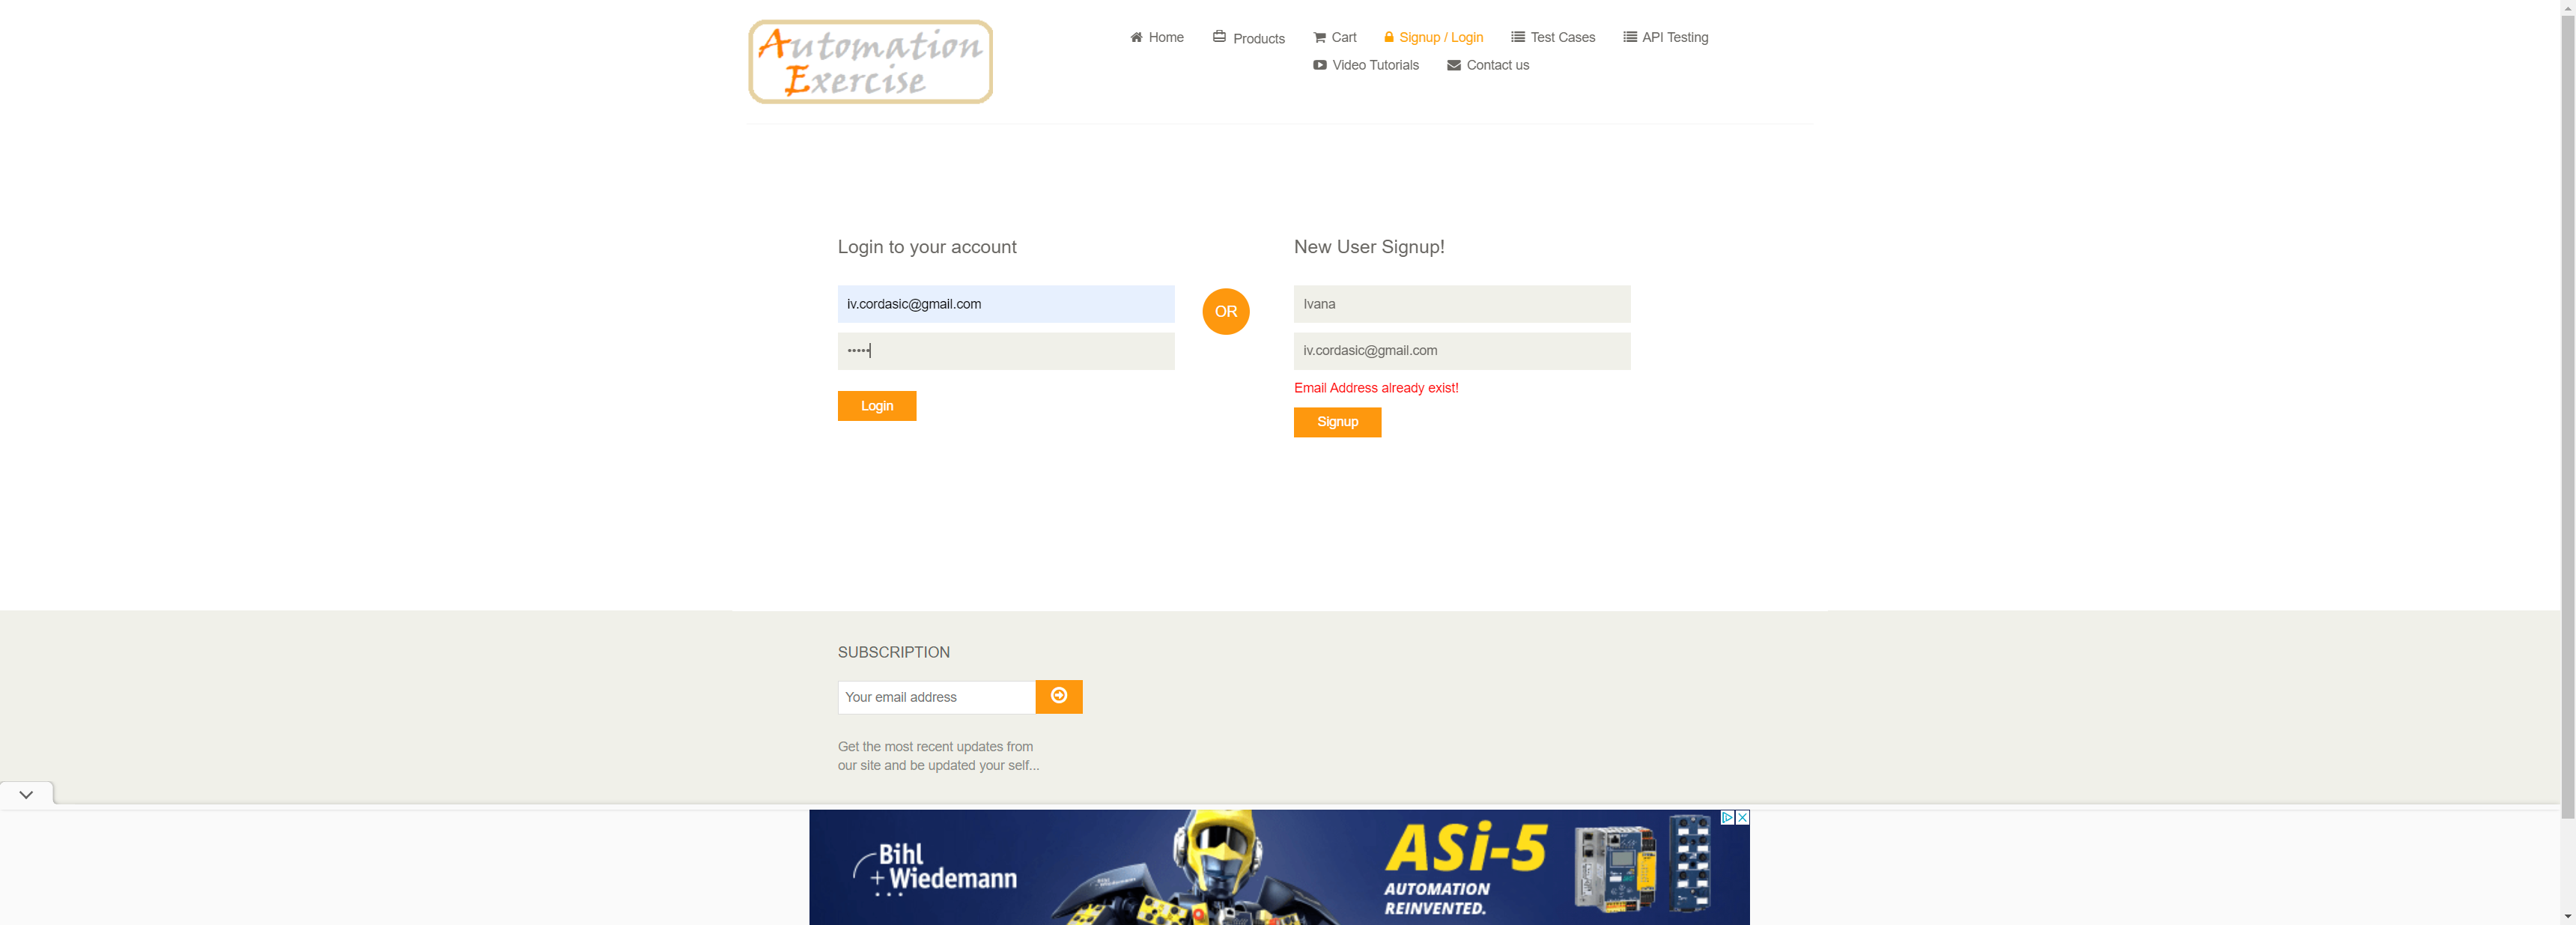 Automation
Exercise
Home
Products
Cart
Signup / Login
Test Cases
API Testing
Video Tutorials
Contact us
Login to your account
iv.cordasic@gmail.com
•••••
Login
OR
New User Signup!
Ivana
iv.cordasic@gmail.com
Email Address already exist!
Signup
SUBSCRIPTION
Your email address
Get the most recent updates from
our site and be updated your self...
Bihl
+Wiedemann
ASi-5
AUTOMATION
REINVENTED.